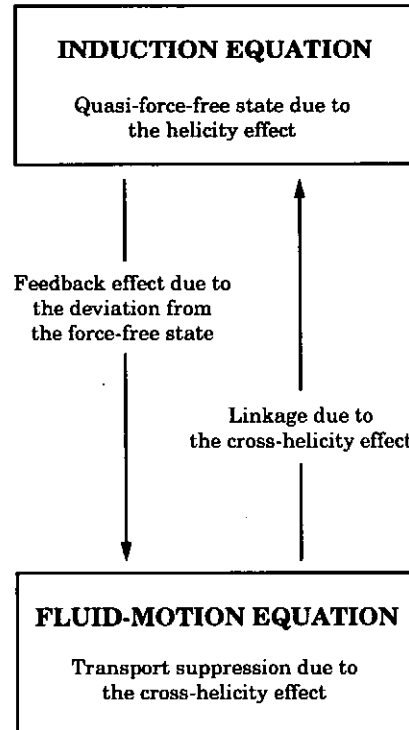 INDUCTION EQUATION
Quasi-force-free state due to
the helicity effect
Feedback effect due to
the deviation from
the force-free state
Linkage due to
the cross-helicity effect
FLUID-MOTION EQUATION
Transport suppression due to
the cross-helicity effect